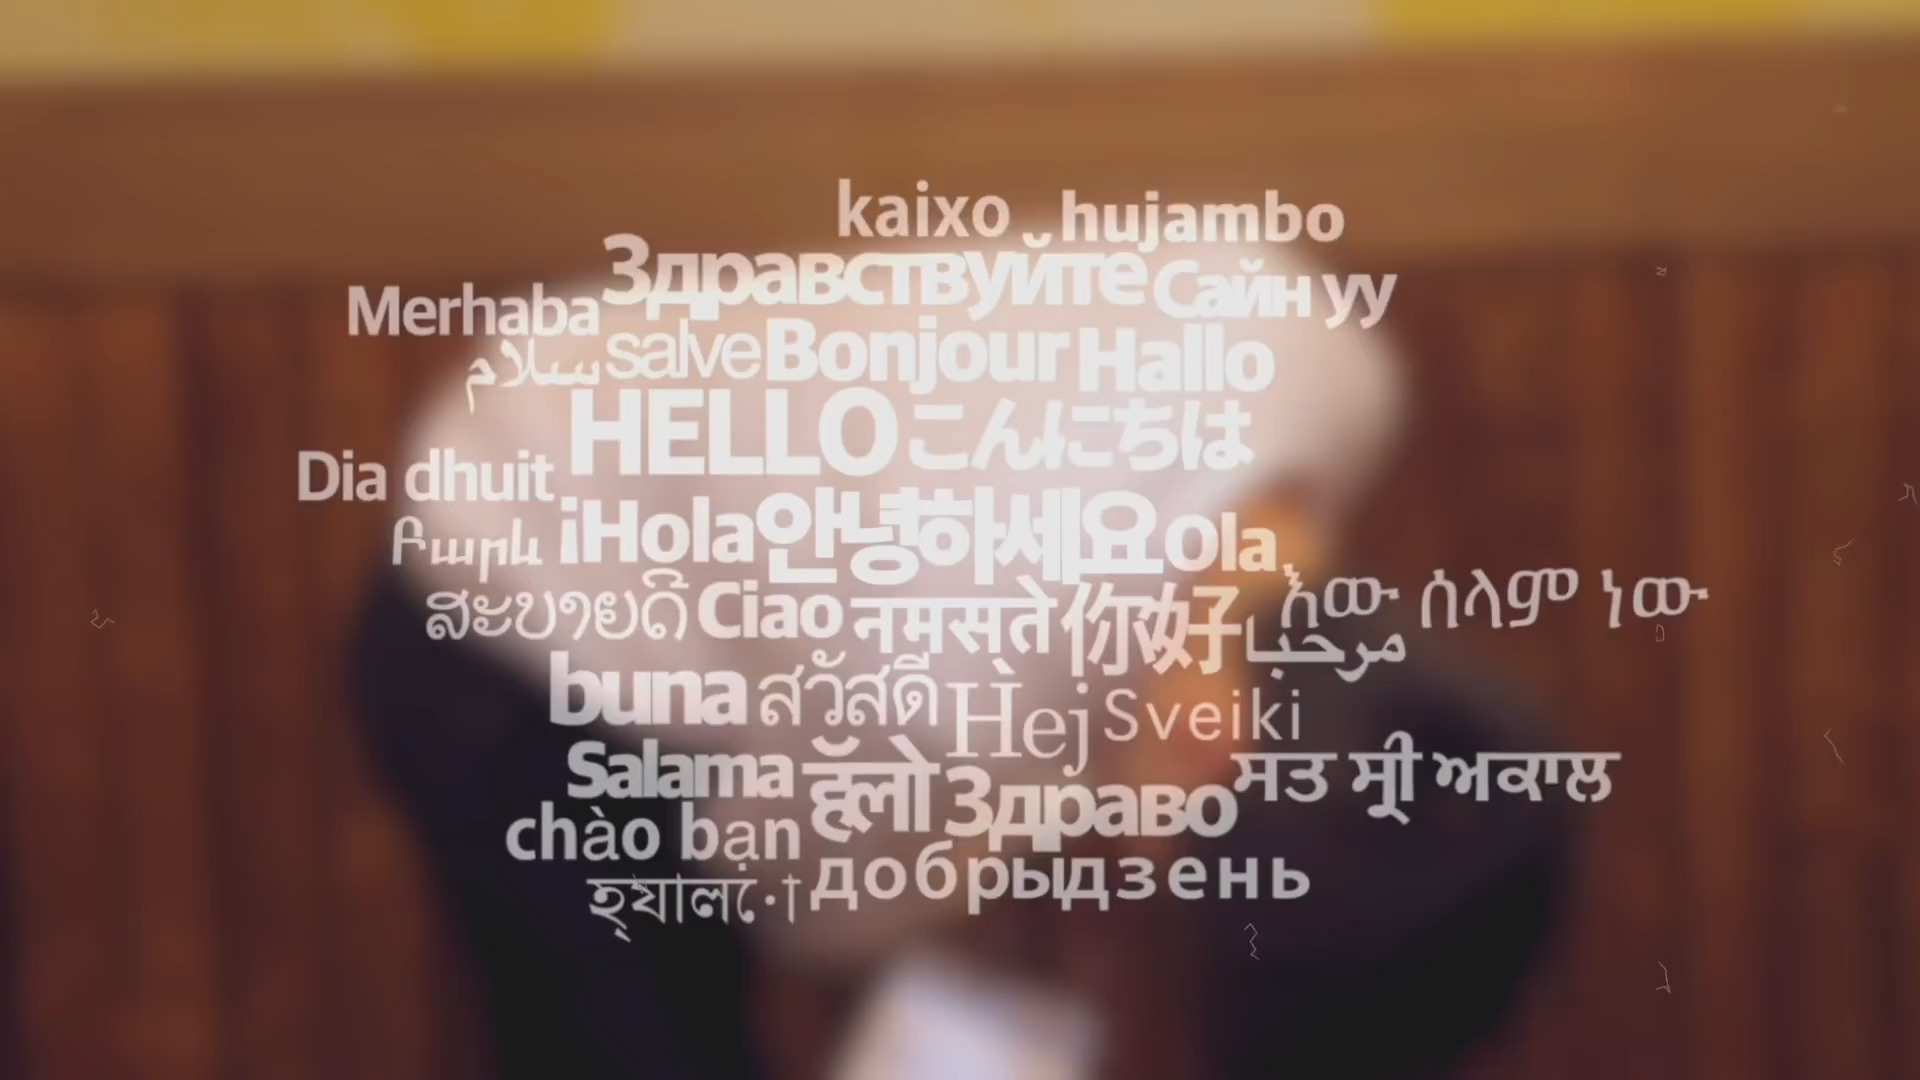 kaixo hujambo
Здравствуйте Сайн уу
Merhaba
سلام salve Bonjour Hallo
HELLO こんにちは
Dia dhuit
Բարև ¡Hola 안녕하세요 Ola
እው ሰላም ነው
ສະບາຍດີ Ciao नमस्ते 你好 مرحبا
buna สวัสดี Hej Sveiki
Salama हॅलो Здраво ਸਤ ਸ੍ਰੀ ਅਕਾਲ
chào bạn
добрыдзень